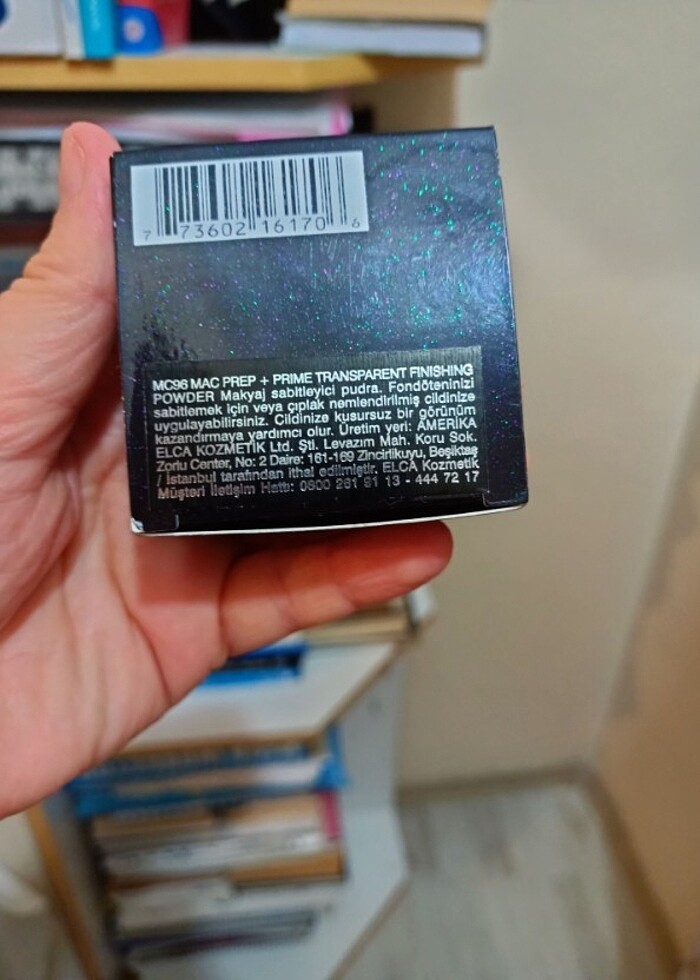 7 73602 16170 6
MC96 MAC PREP + PRIME TRANSPARENT FINISHING
POWDER Makyaj sabitleyici pudra. Fondöteninizi
sabitlemek için veya çıplak nemlendirilmiş cildinize
uygulayabilirsiniz. Cildinize kusursuz bir görünüm
kazandırmaya yardımcı olur. Üretim yeri: AMERİKA
ELCA KOZMETİK Ltd. Şti. Levazım Mah. Koru Sok.
Zorlu Center, No: 2 Daire: 161-169 Zincirlikuyu, Beşiktaş
/ İstanbul tarafından ithal edilmiştir. ELCA Kozmetik
Müşteri İletişim Hattı: 0800 261 91 13 - 444 72 17